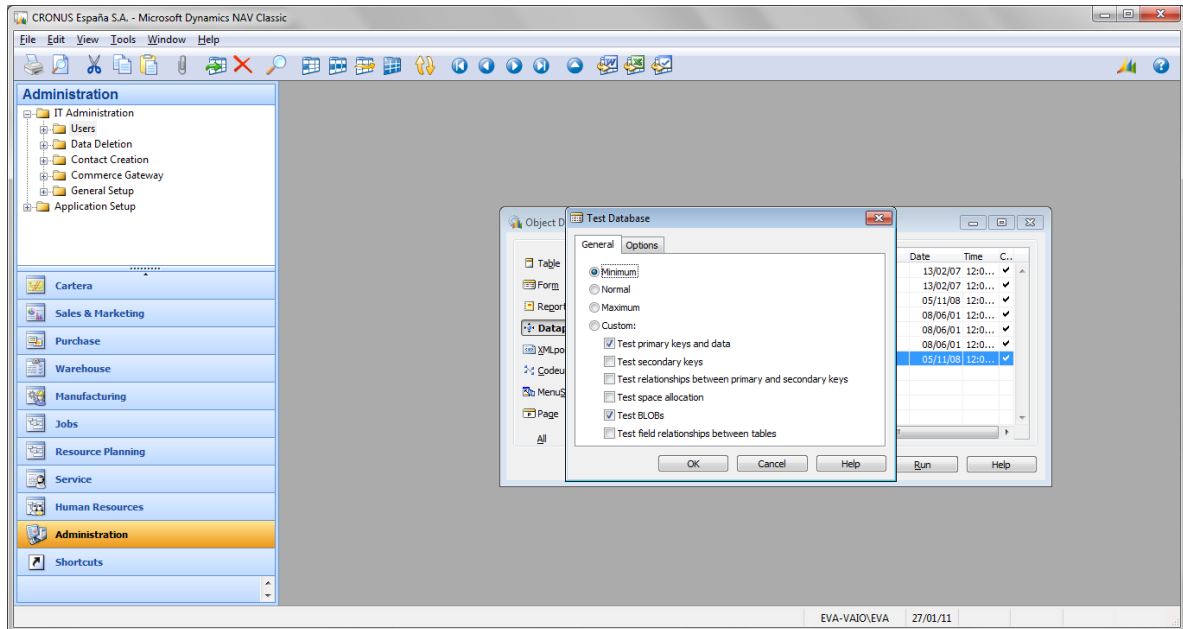 CRONUS España S.A. - Microsoft Dynamics NAV Classic
File Edit View Tools Window Help
Administration
IT Administration
Users
Data Deletion
Contact Creation
Commerce Gateway
General Setup
Application Setup
Cartera
Sales & Marketing
Purchase
Warehouse
Manufacturing
Jobs
Resource Planning
Service
Human Resources
Administration
Shortcuts
Object D
Table
Form
Report
Datap
XMLpo
Codeu
MenuS
Page
All
Test Database
General Options
Minimum
Normal
Maximum
Custom:
Test primary keys and data
Test secondary keys
Test relationships between primary and secondary keys
Test space allocation
Test BLOBs
Test field relationships between tables
OK Cancel Help
Date Time C..
13/02/07 12:0...
13/02/07 12:0...
05/11/08 12:0...
08/06/01 12:0...
08/06/01 12:0...
08/06/01 12:0...
05/11/08 12:0...
Run Help
EVA-VAIO\EVA 27/01/11